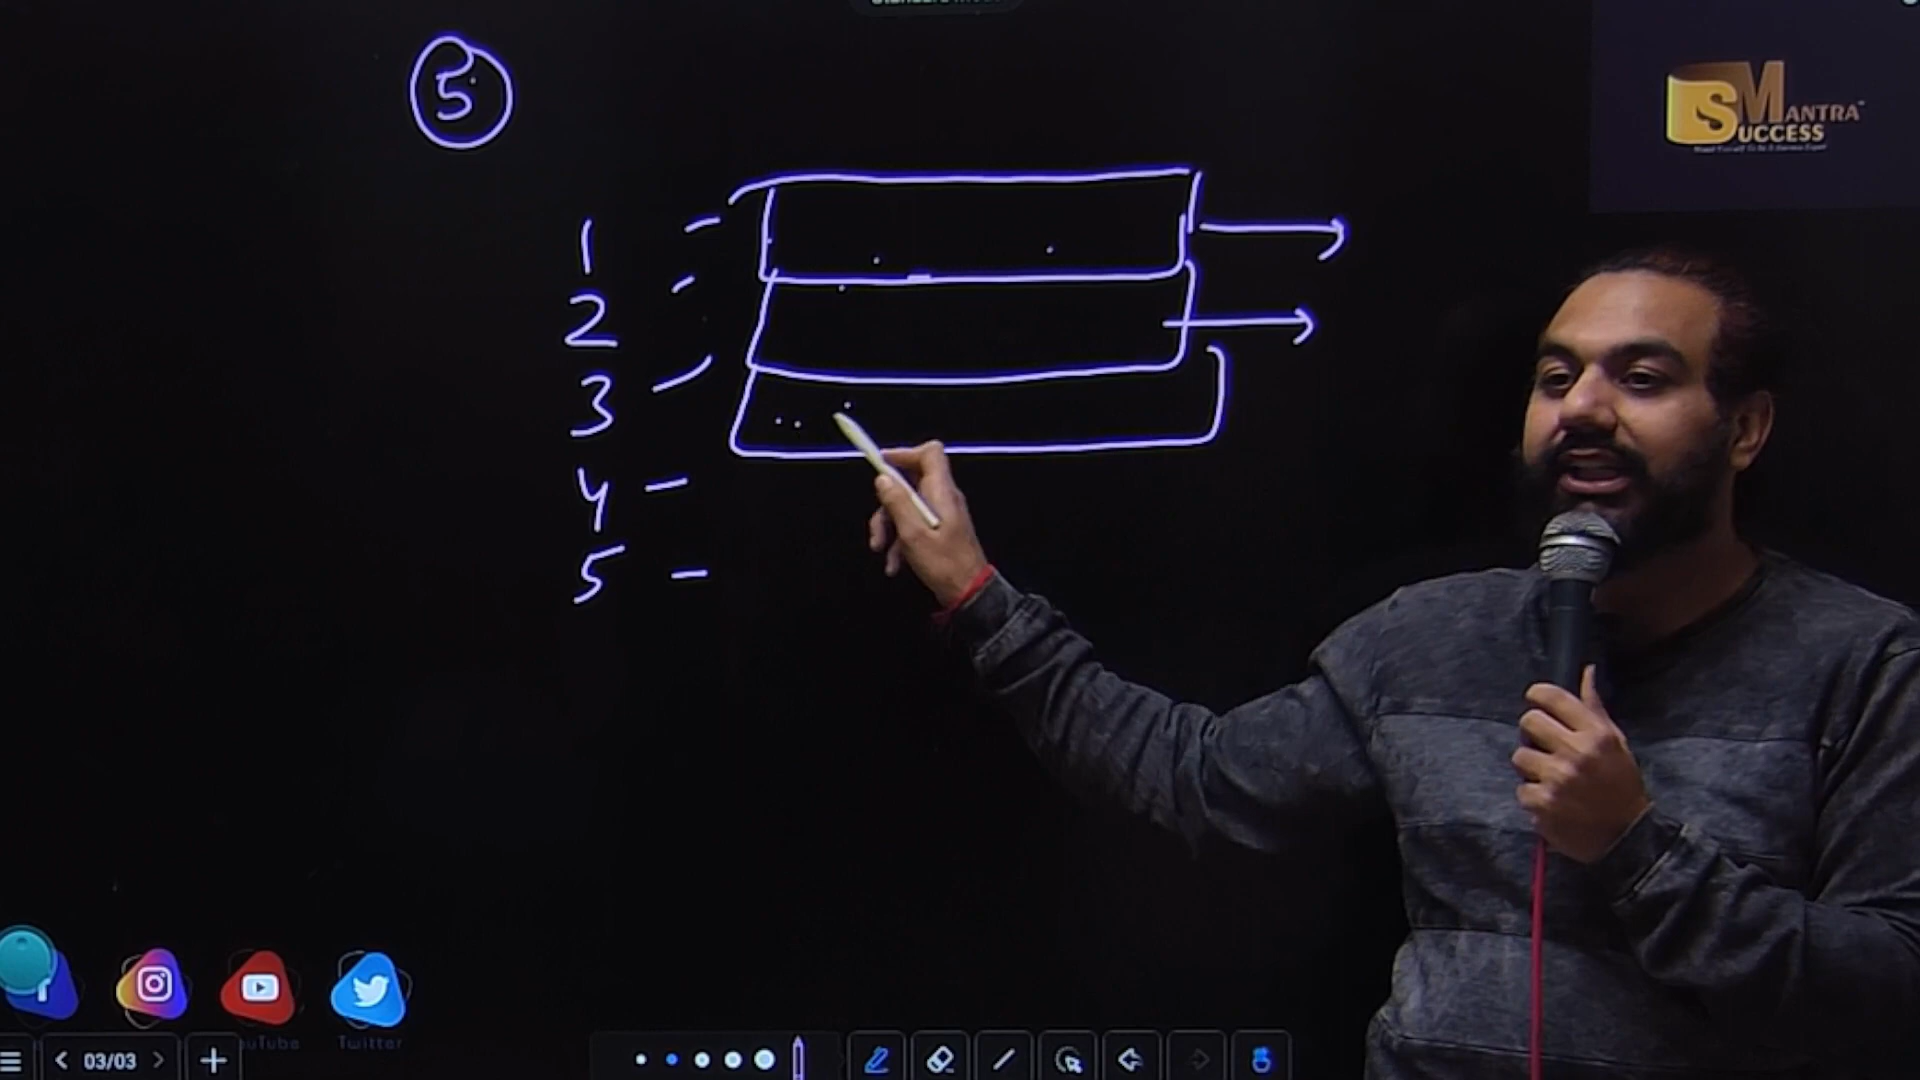 5
SMANTRA
SUCCESS
1 -
2 -
3 -
4 -
5 -
03/03
Twitter